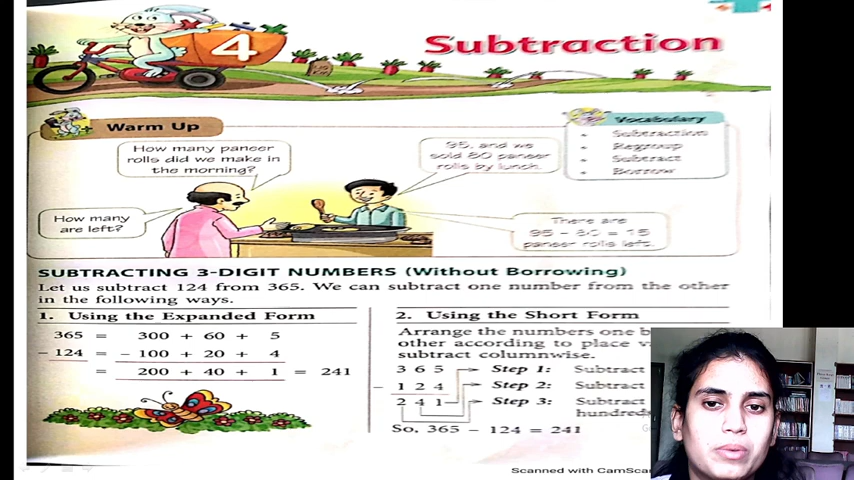 4
Subtraction
Warm Up
How many paneer
rolls did we make in
the morning?
95, and we
sold 80 paneer
rolls by lunch.
Vocabulary
• Subtraction
• Regroup
• Subtract
• Borrow
How many
are left?
There are
95 – 80 = 15
paneer rolls left.
SUBTRACTING 3-DIGIT NUMBERS (Without Borrowing)
Let us subtract 124 from 365. We can subtract one number from the other
in the following ways.
1. Using the Expanded Form
365 = 300 + 60 + 5
– 124 = – 100 + 20 + 4
200 + 40 + 1 = 241
2. Using the Short Form
Arrange the numbers one
other according to place
subtract columnwise.
3 6 5 Step 1: Subtract
– 1 2 4 Step 2: Subtract
2 4 1 Step 3: Subtract
hundreds
So, 365 – 124 = 241
Scanned with